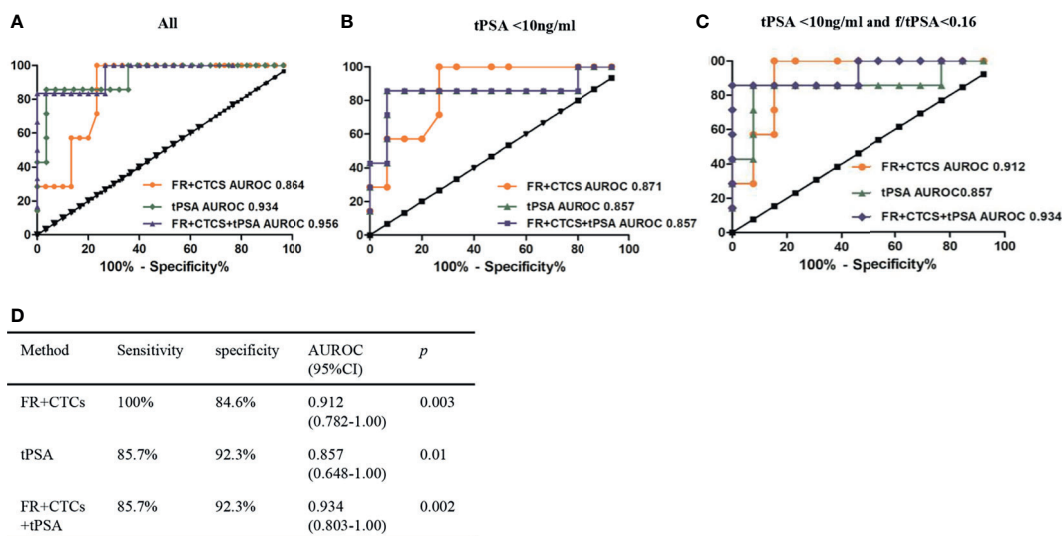 A
All
100
80
60
40
20
0
0 20 40 60 80 100
100% - Specificity%
FR+CTCS AUROC 0.864
tPSA AUROC 0.934
FR+CTCS+tPSA AUROC 0.956
B
tPSA <10ng/ml
100
80
60
40
20
0
0 20 40 60 80 100
100% - Specificity%
FR+CTCS AUROC 0.871
tPSA AUROC 0.857
FR+CTCS+tPSA AUROC 0.857
C
tPSA <10ng/ml and f/tPSA<0.16
100
80
60
40
20
0
0 20 40 60 80 100
100% - Specificity%
FR+CTCS AUROC 0.912
tPSA AUROC0.857
FR+CTCS+tPSA AUROC 0.934
D
Method Sensitivity specificity AUROC p
(95%CI)
FR+CTCs 100% 84.6% 0.912 0.003
(0.782-1.00)
tPSA 85.7% 92.3% 0.857 0.01
(0.648-1.00)
FR+CTCs 85.7% 92.3% 0.934 0.002
+tPSA (0.803-1.00)